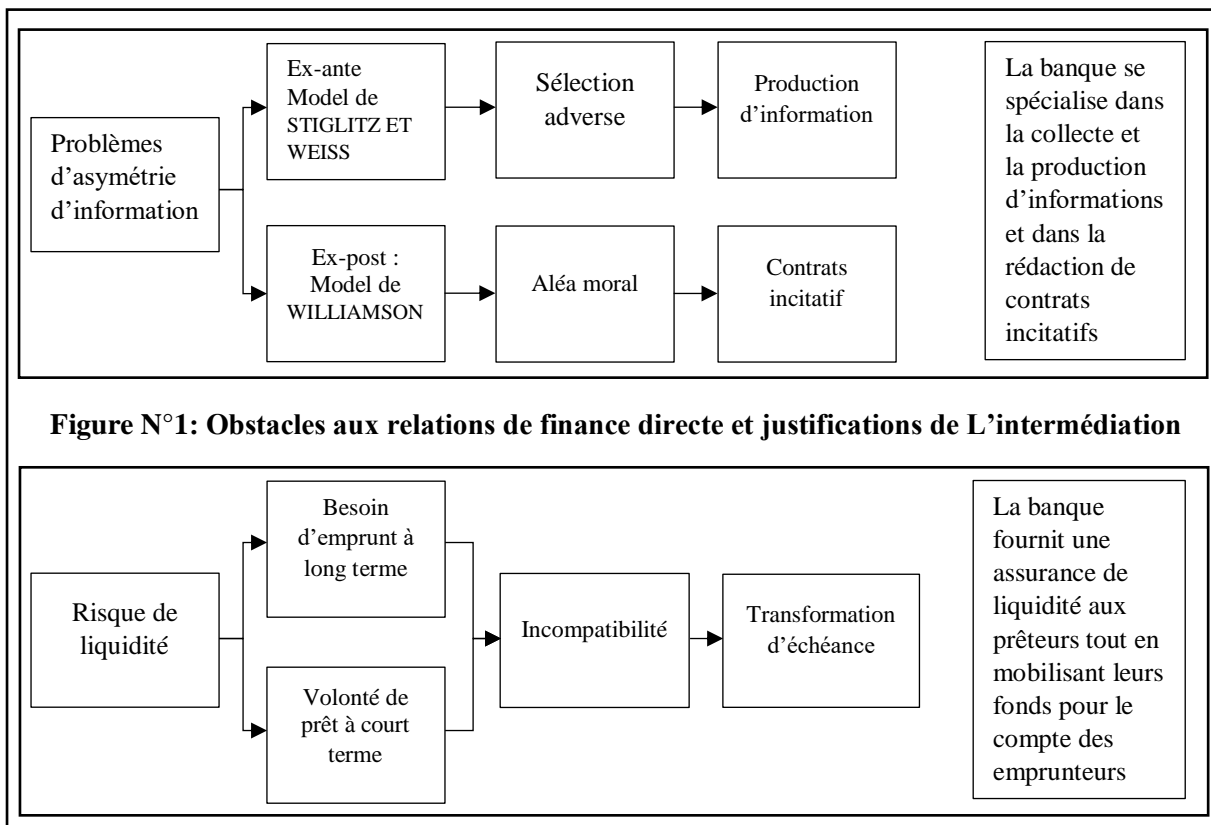 Problèmes
d'asymétrie
d'information
Ex-ante
Model de
STIGLITZ ET
WEISS
Sélection
adverse
Production
d'information
Ex-post :
Model de
WILLIAMSON
Aléa moral
Contrats
incitatif
La banque se
spécialise dans
la collecte et
la production
d'informations
et dans la
rédaction de
contrats
incitatifs
Figure N°1: Obstacles aux relations de finance directe et justifications de L'intermédiation
Risque de
liquidité
Besoin
d'emprunt à
long terme
Volonté de
prêt à court
terme
Incompatibilité
Transformation
d'échéance
La banque
fournit une
assurance de
liquidité aux
prêteurs tout en
mobilisant leurs
fonds pour le
compte des
emprunteurs